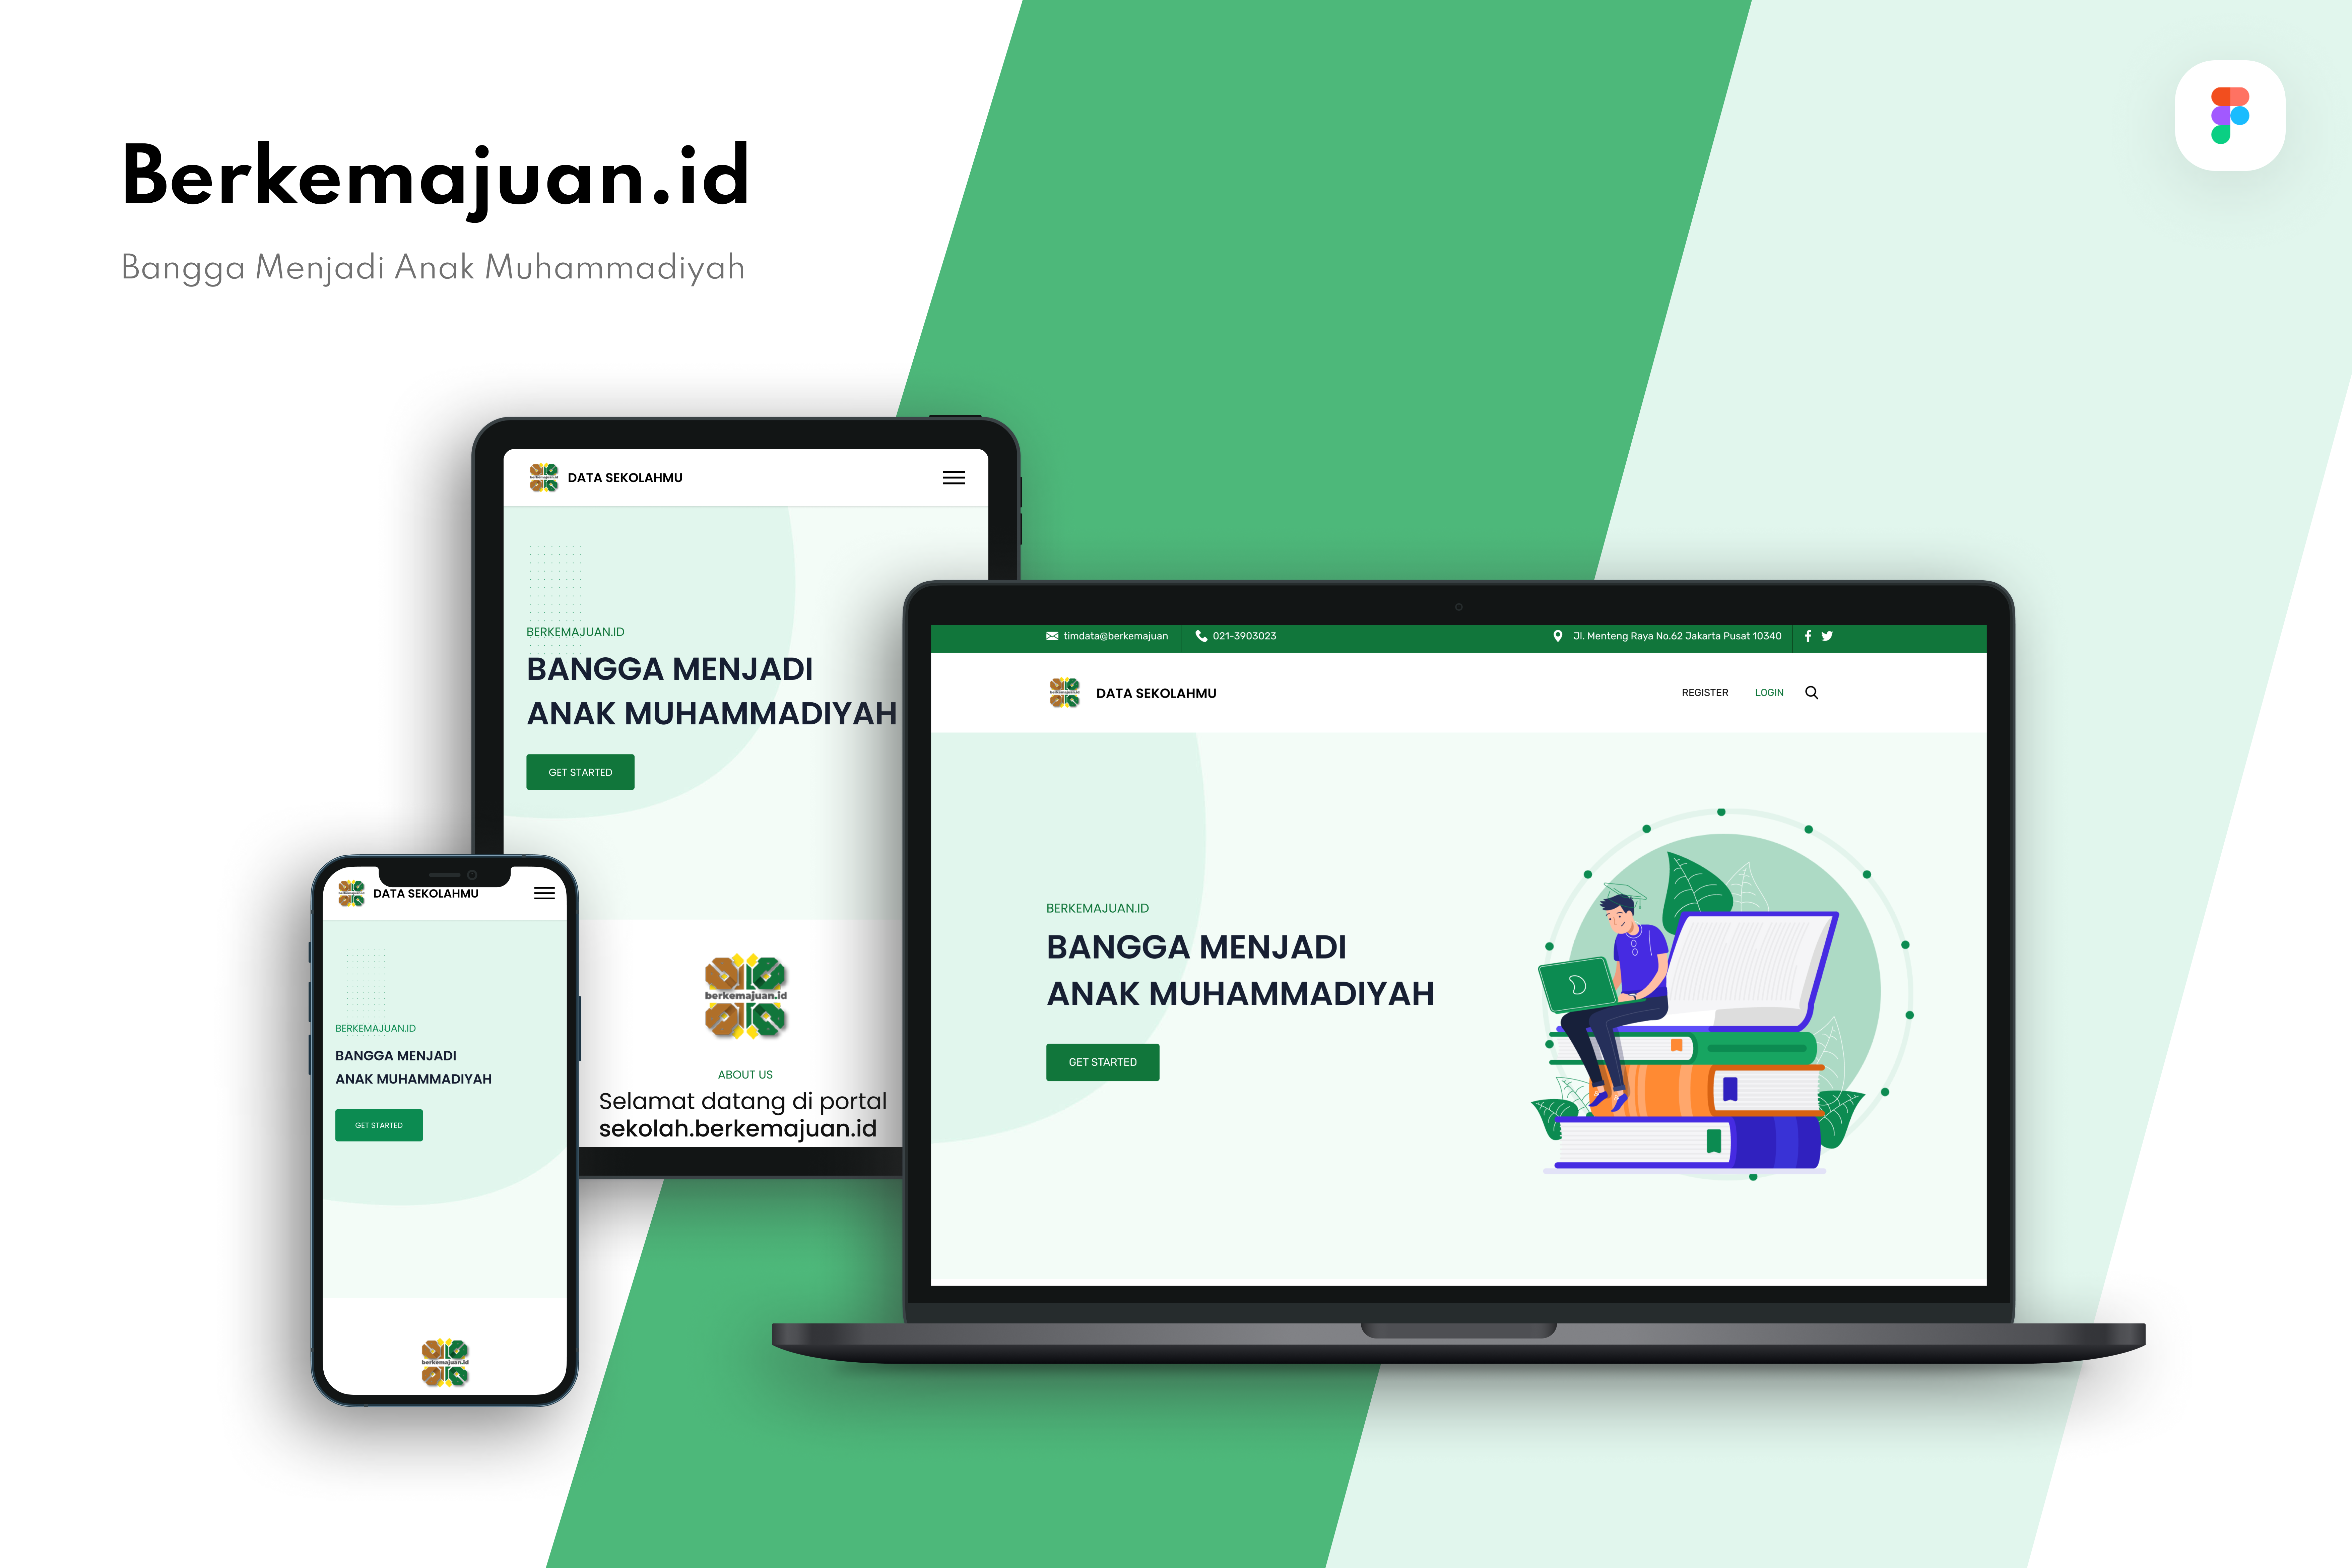 Berkemajuan.id
Bangga Menjadi Anak Muhammadiyah
DATA SEKOLAHMU
BERKEMAJUAN.ID
BANGGA MENJADI
ANAK MUHAMMADIYAH
GET STARTED
berkemajuan.id
ABOUT US
Selamat datang di portal
sekolah.berkemajuan.id
DATA SEKOLAHMU
BERKEMAJUAN.ID
BANGGA MENJADI
ANAK MUHAMMADIYAH
GET STARTED
berkemajuan.id
timdata@berkemajuan
021-3903023
Jl. Menteng Raya No.62 Jakarta Pusat 10340
DATA SEKOLAHMU
REGISTER
LOGIN
BERKEMAJUAN.ID
BANGGA MENJADI
ANAK MUHAMMADIYAH
GET STARTED